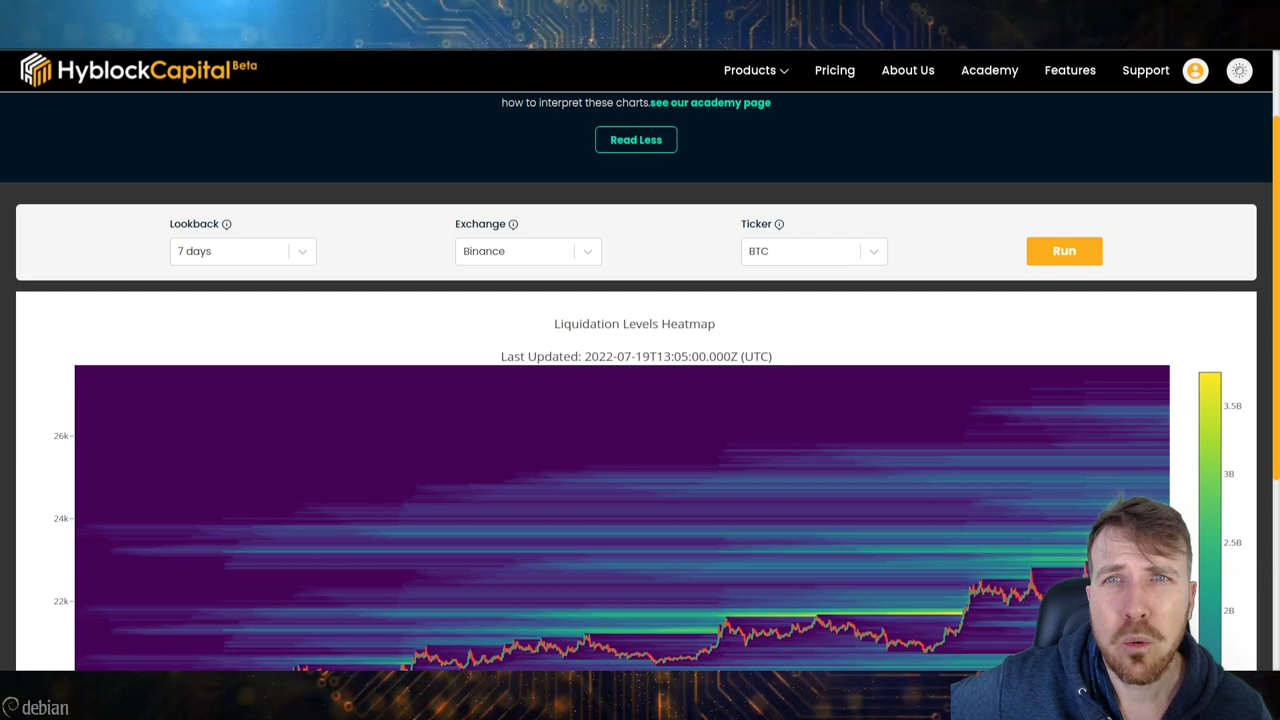 HyblockCapital Beta
Products Pricing About Us Academy Features Support
how to interpret these charts.see our academy page
Read Less
Lookback Exchange Ticker
7 days Binance BTC Run
Liquidation Levels Heatmap
Last Updated: 2022-07-19T13:05:00.000Z (UTC)
3.5B
26k
3B
24k
2.5B
22k
2B
debian